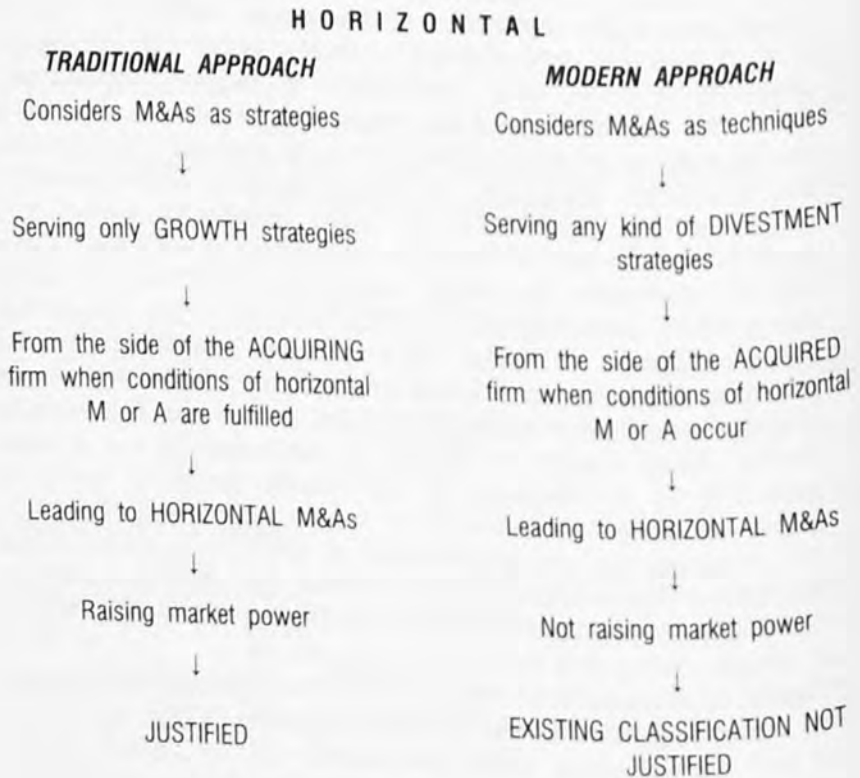 HORIZONTAL
TRADITIONAL APPROACH
Considers M&As as strategies
↓
Serving only GROWTH strategies
↓
From the side of the ACQUIRING
firm when conditions of horizontal
M or A are fulfilled
↓
Leading to HORIZONTAL M&As
↓
Raising market power
↓
JUSTIFIED
MODERN APPROACH
Considers M&As as techniques
↓
Serving any kind of DIVESTMENT
strategies
↓
From the side of the ACQUIRED
firm when conditions of horizontal
M or A occur
↓
Leading to HORIZONTAL M&As
↓
Not raising market power
↓
EXISTING CLASSIFICATION NOT
JUSTIFIED